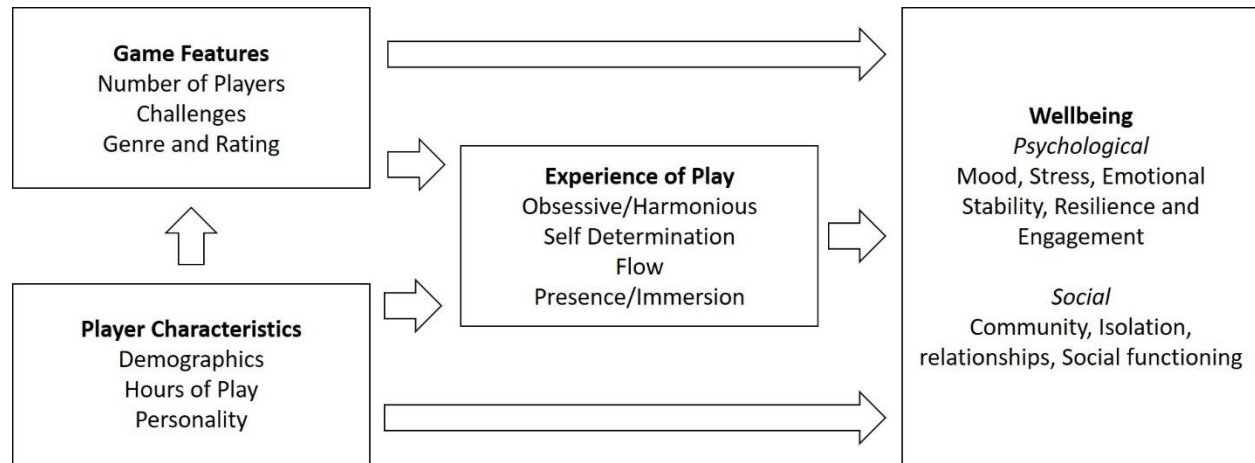 Game Features
Number of Players
Challenges
Genre and Rating
Player Characteristics
Demographics
Hours of Play
Personality
Experience of Play
Obsessive/Harmonious
Self Determination
Flow
Presence/Immersion
Wellbeing
Psychological
Mood, Stress, Emotional
Stability, Resilience and
Engagement
Social
Community, Isolation,
relationships, Social functioning